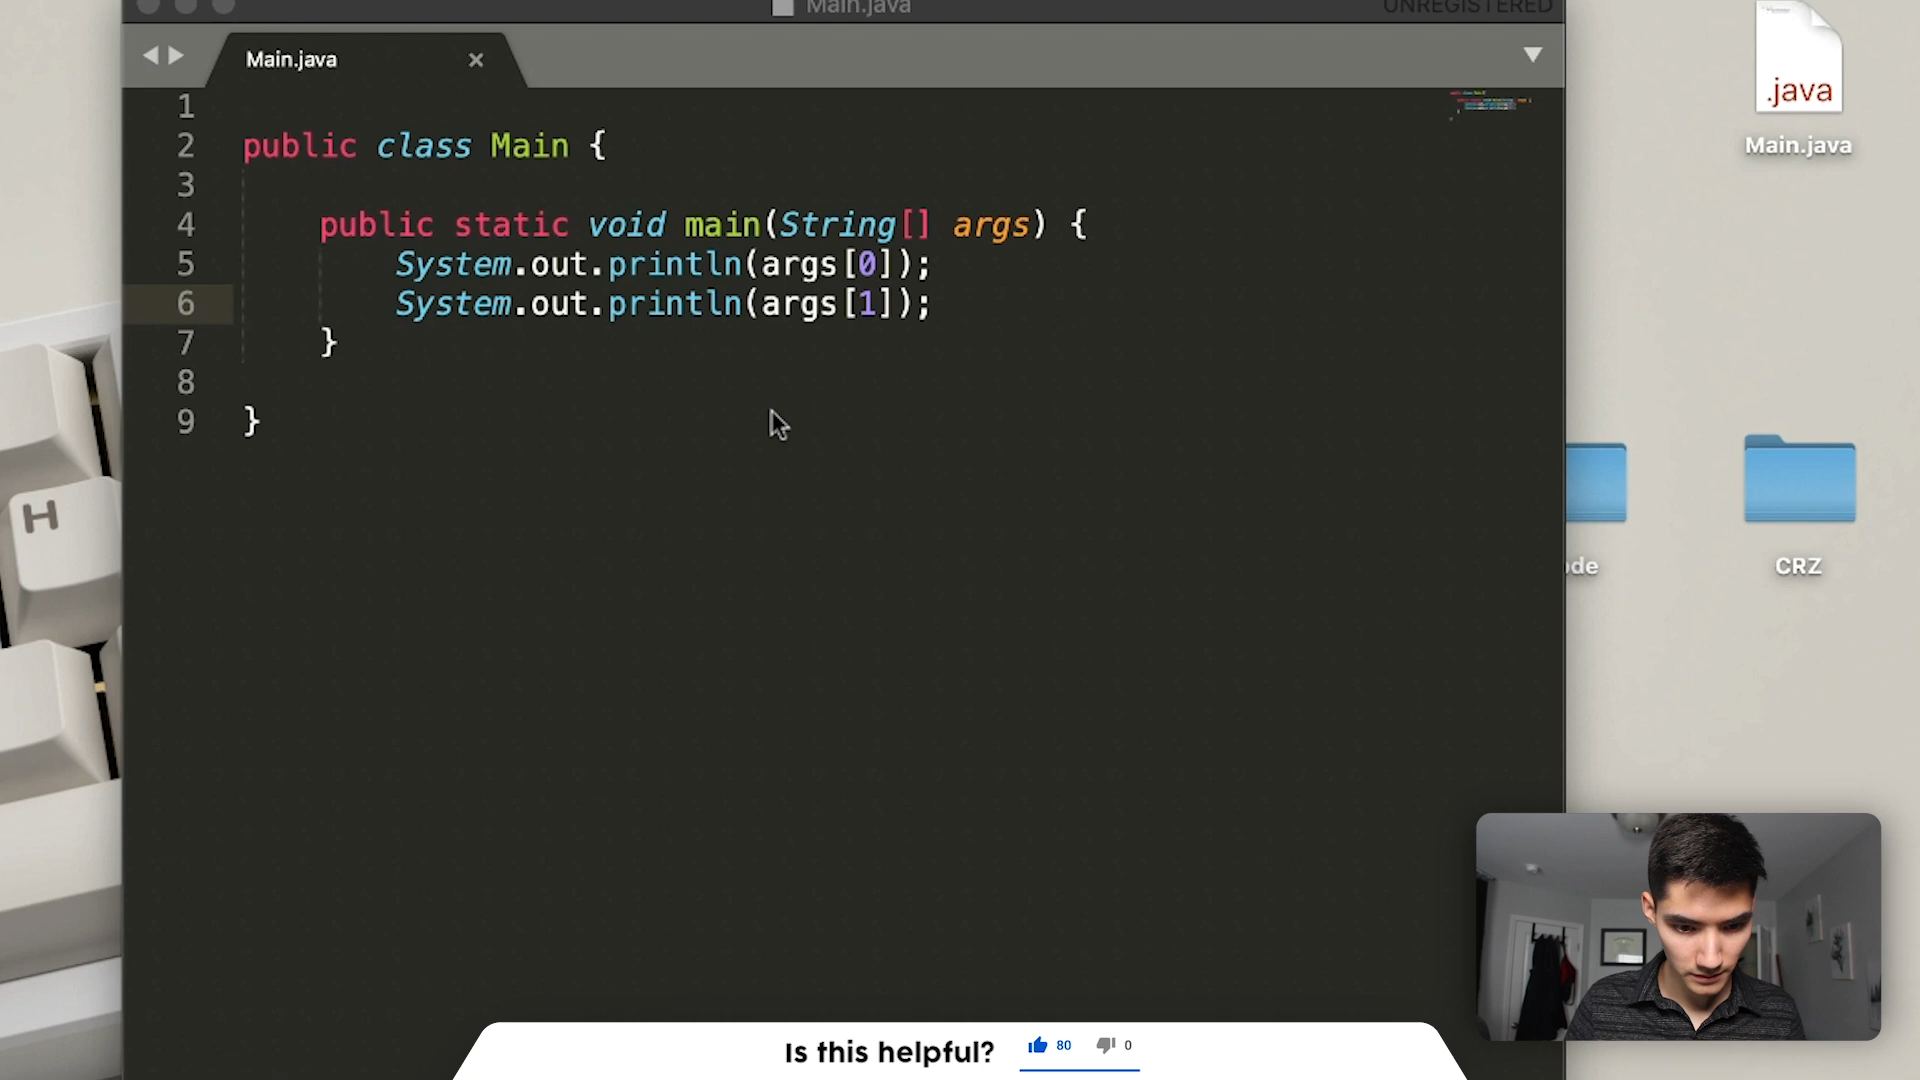 Main.java
UNREGISTERED
Main.java ×
1
2 public class Main {
3
4 public static void main(String[] args) {
5 System.out.println(args[0]);
6 System.out.println(args[1]);
7 }
8
9 }
.java
Main.java
H
ode
CRZ
Is this helpful? 80 0